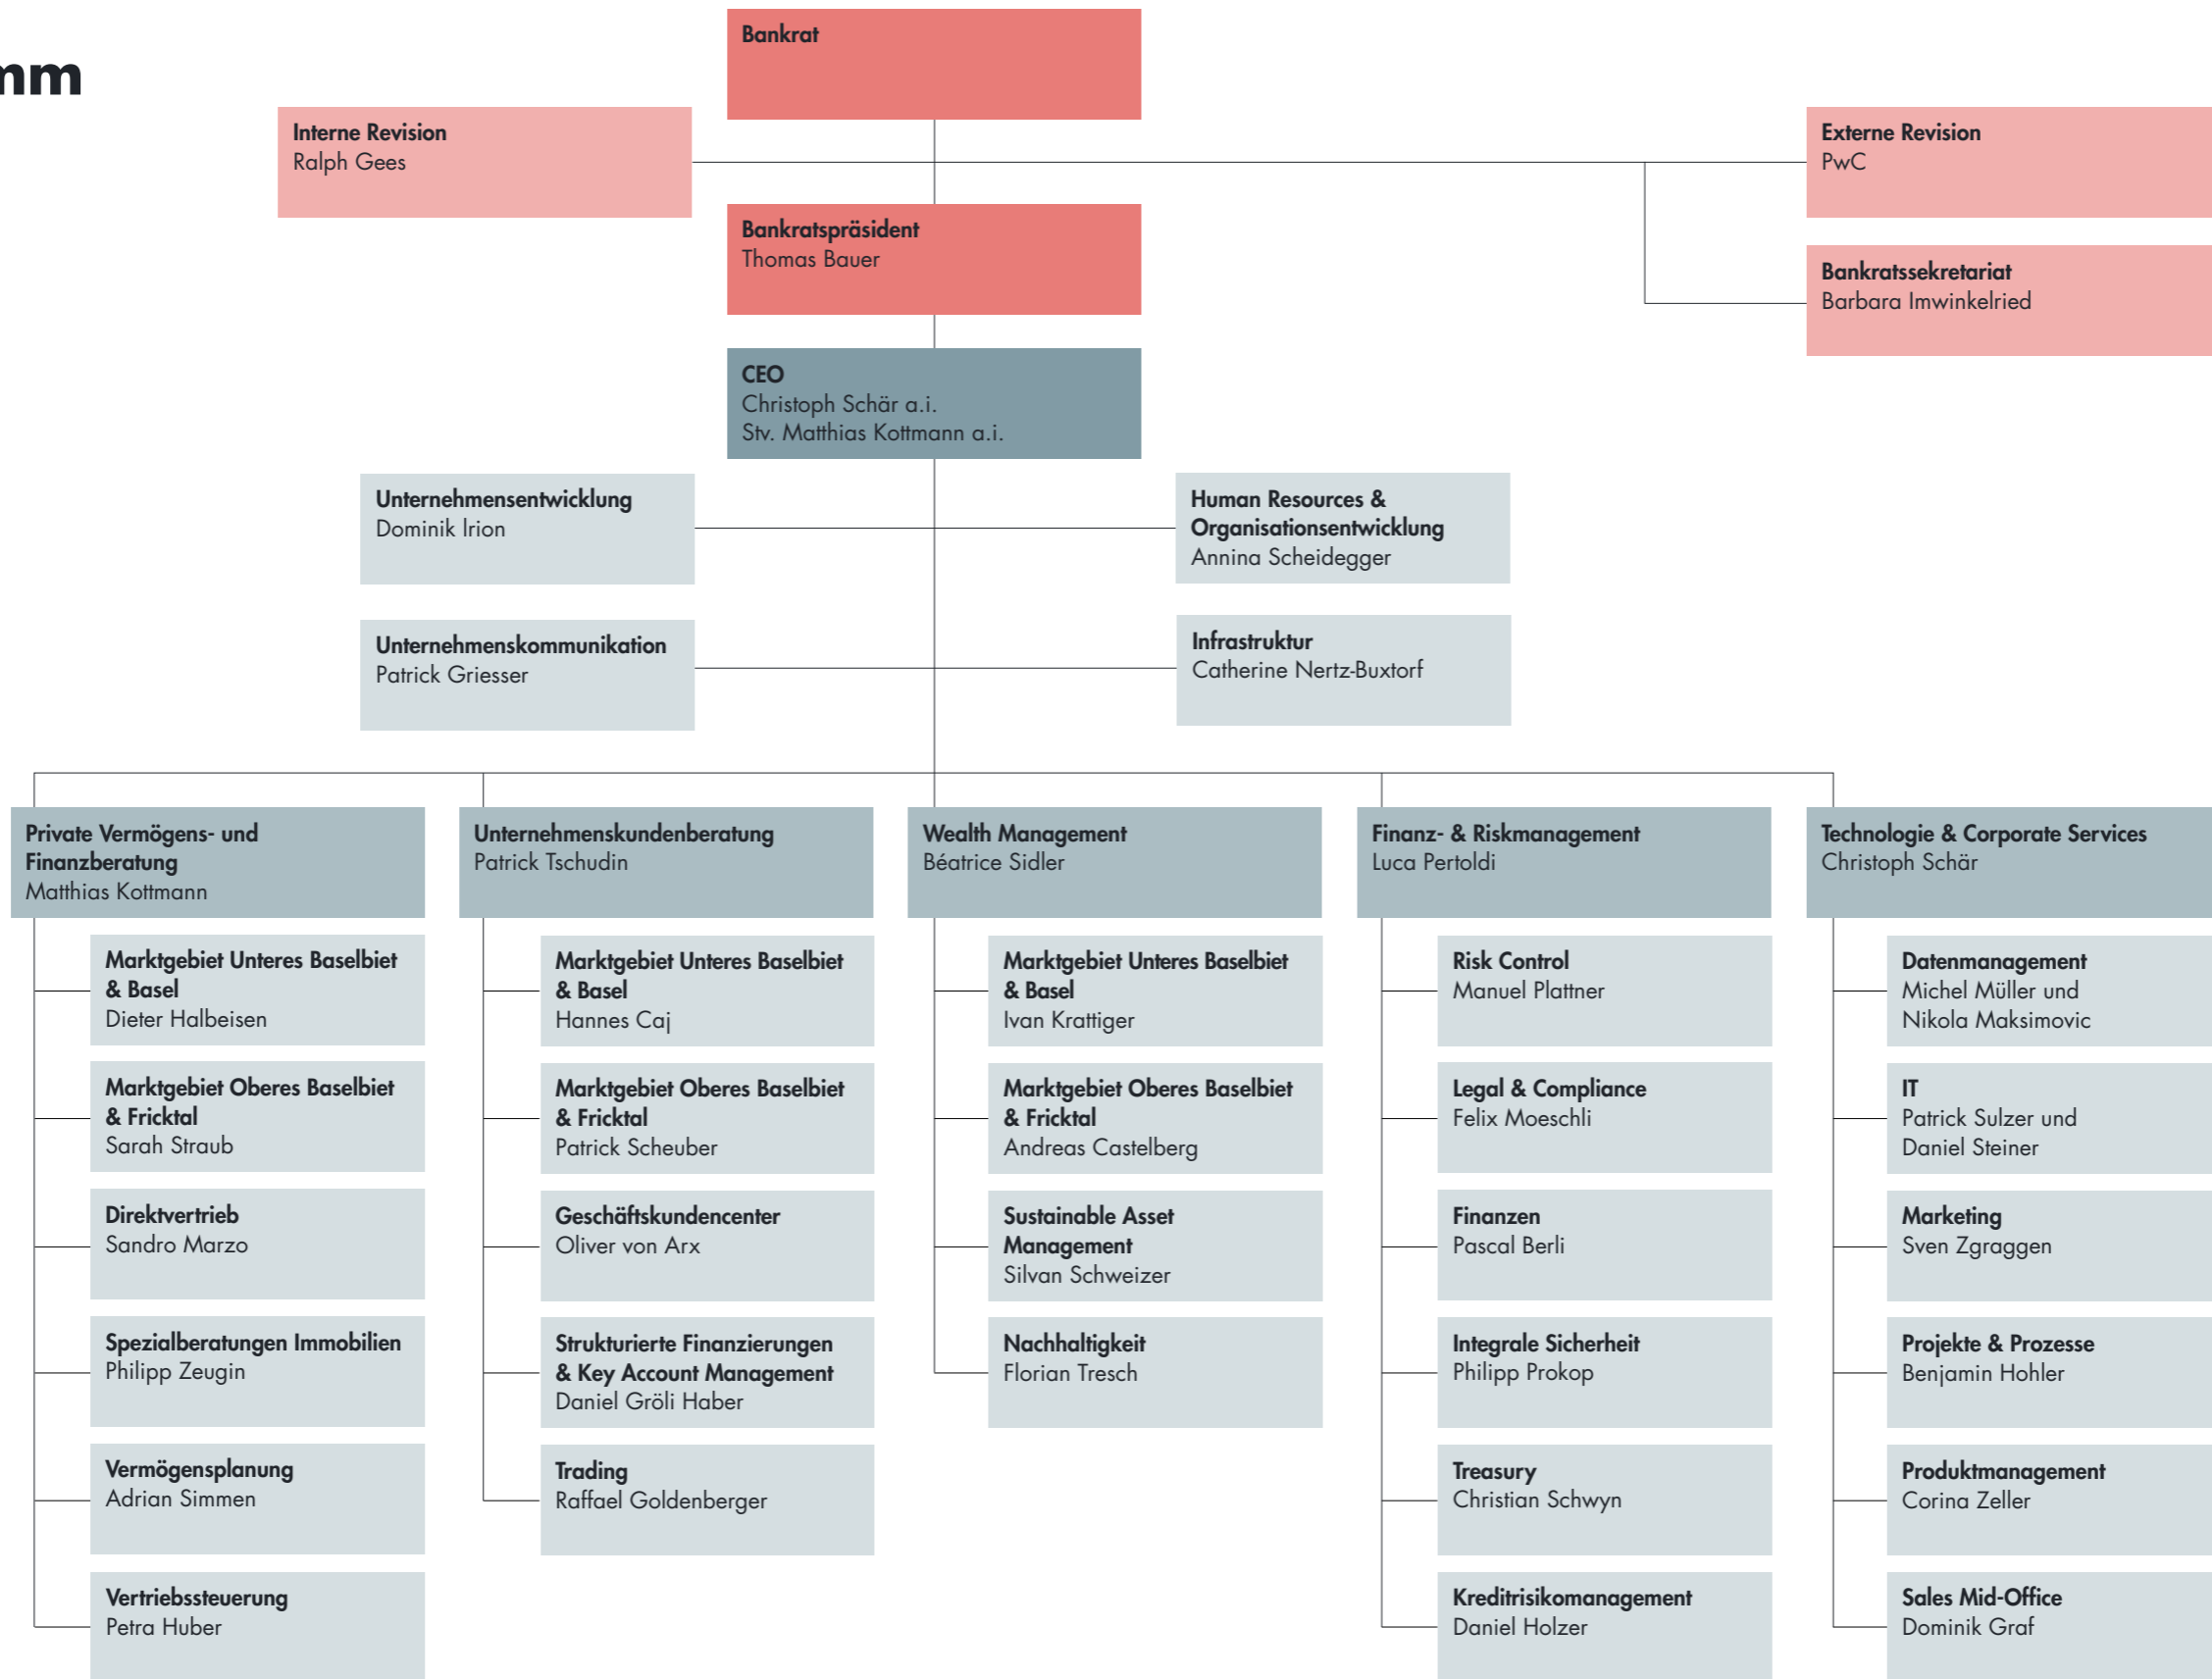 mm
Bankrat
Interne Revision
Ralph Gees
Externe Revision
PwC
Bankratspräsident
Thomas Bauer
Bankratssekretariat
Barbara Imwinkelried
CEO
Christoph Schär a.i.
Stv. Matthias Kottmann a.i.
Unternehmensentwicklung
Dominik Irion
Human Resources &
Organisationsentwicklung
Annina Scheidegger
Unternehmenskommunikation
Patrick Griesser
Infrastruktur
Catherine Nertz-Buxtorf
Private Vermögens- und
Finanzberatung
Matthias Kottmann
Marktgebiet Unteres Baselbiet
& Basel
Dieter Halbeisen
Marktgebiet Oberes Baselbiet
& Fricktal
Sarah Straub
Direktvertrieb
Sandro Marzo
Spezialberatungen Immobilien
Philipp Zeugin
Vermögensplanung
Adrian Simmen
Vertriebssteuerung
Petra Huber
Unternehmenskundenberatung
Patrick Tschudin
Marktgebiet Unteres Baselbiet
& Basel
Hannes Caj
Marktgebiet Oberes Baselbiet
& Fricktal
Patrick Scheuber
Geschäftskundencenter
Oliver von Arx
Strukturierte Finanzierungen
& Key Account Management
Daniel Gröli Haber
Trading
Raffael Goldenberger
Wealth Management
Béatrice Sidler
Marktgebiet Unteres Baselbiet
& Basel
Ivan Krattiger
Marktgebiet Oberes Baselbiet
& Fricktal
Andreas Castelberg
Sustainable Asset
Management
Silvan Schweizer
Nachhaltigkeit
Florian Tresch
Finanz- & Riskmanagement
Luca Pertoldi
Risk Control
Manuel Plattner
Legal & Compliance
Felix Moeschli
Finanzen
Pascal Berli
Integrale Sicherheit
Philipp Prokop
Treasury
Christian Schwyn
Kreditrisikomanagement
Daniel Holzer
Technologie & Corporate Services
Christoph Schär
Datenmanagement
Michel Müller und
Nikola Maksimovic
IT
Patrick Sulzer und
Daniel Steiner
Marketing
Sven Zgraggen
Projekte & Prozesse
Benjamin Hohler
Produktmanagement
Corina Zeller
Sales Mid-Office
Dominik Graf